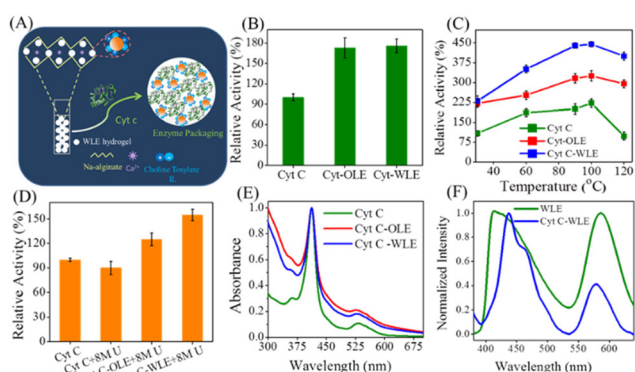 (A)
Cyt c
Enzyme Packaging
WLE hydrogel
Na-alginate
Ca²⁺
Choline Tosylate
IL
(B)
Relative Activity (%)
180
150
120
90
60
30
0
Cyt C
Cyt-OLE
Cyt-WLE
(C)
Relative Activity (%)
450
375
300
225
150
75
0
Cyt C
Cyt-OLE
Cyt C-WLE
40 60 80 100 120
Temperature (°C)
(D)
Relative Activity (%)
150
120
90
60
30
0
Cyt C
Cyt C+8M U
C-OLE+8M U
C-WLE+8M U
(E)
Absorbance
1.0
0.8
0.6
0.4
0.2
0.0
Cyt C
Cyt C-OLE
Cyt C -WLE
300 375 450 525 600 675
Wavelength (nm)
(F)
Normalized Intensity
1.0
0.8
0.6
0.4
0.2
0.0
WLE
Cyt C-WLE
400 450 500 550 600 650
Wavelength (nm)